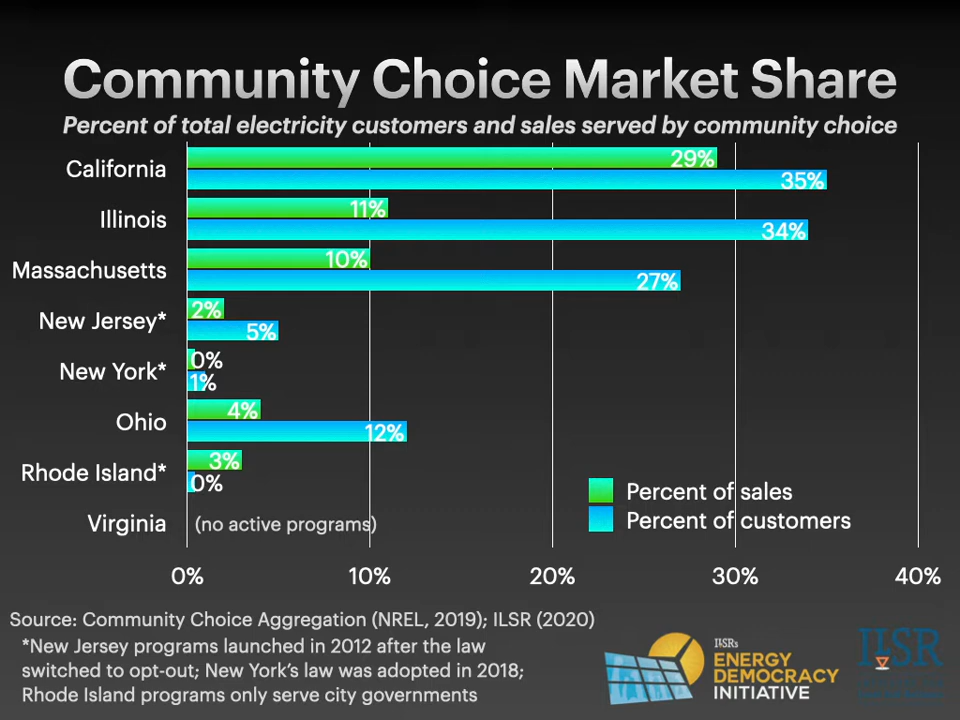 Community Choice Market Share
Percent of total electricity customers and sales served by community choice
California
29%
35%
Illinois
11%
34%
Massachusetts
10%
27%
New Jersey*
2%
5%
New York*
0%
1%
Ohio
4%
12%
Rhode Island*
3%
0%
Virginia
(no active programs)
Percent of sales
Percent of customers
0%
10%
20%
30%
40%
Source: Community Choice Aggregation (NREL, 2019); ILSR (2020)
*New Jersey programs launched in 2012 after the law
switched to opt-out; New York's law was adopted in 2018;
Rhode Island programs only serve city governments
ILSR's
ENERGY
DEMOCRACY
INITIATIVE
ILSR